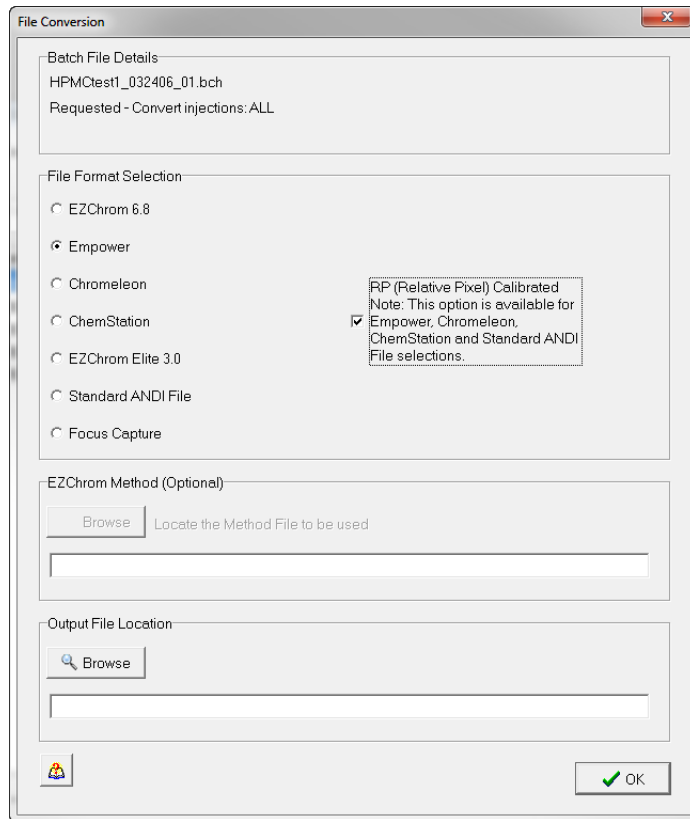 File Conversion
Batch File Details
HPMCtest1_032406_01.bch
Requested - Convert injections: ALL
File Format Selection
EZChrom 6.8
Empower
Chromeleon
ChemStation
EZChrom Elite 3.0
Standard ANDI File
Focus Capture
RP (Relative Pixel) Calibrated
Note: This option is available for
Empower, Chromeleon,
ChemStation and Standard ANDI
File selections.
EZChrom Method (Optional)
Browse Locate the Method File to be used
Output File Location
Browse
OK